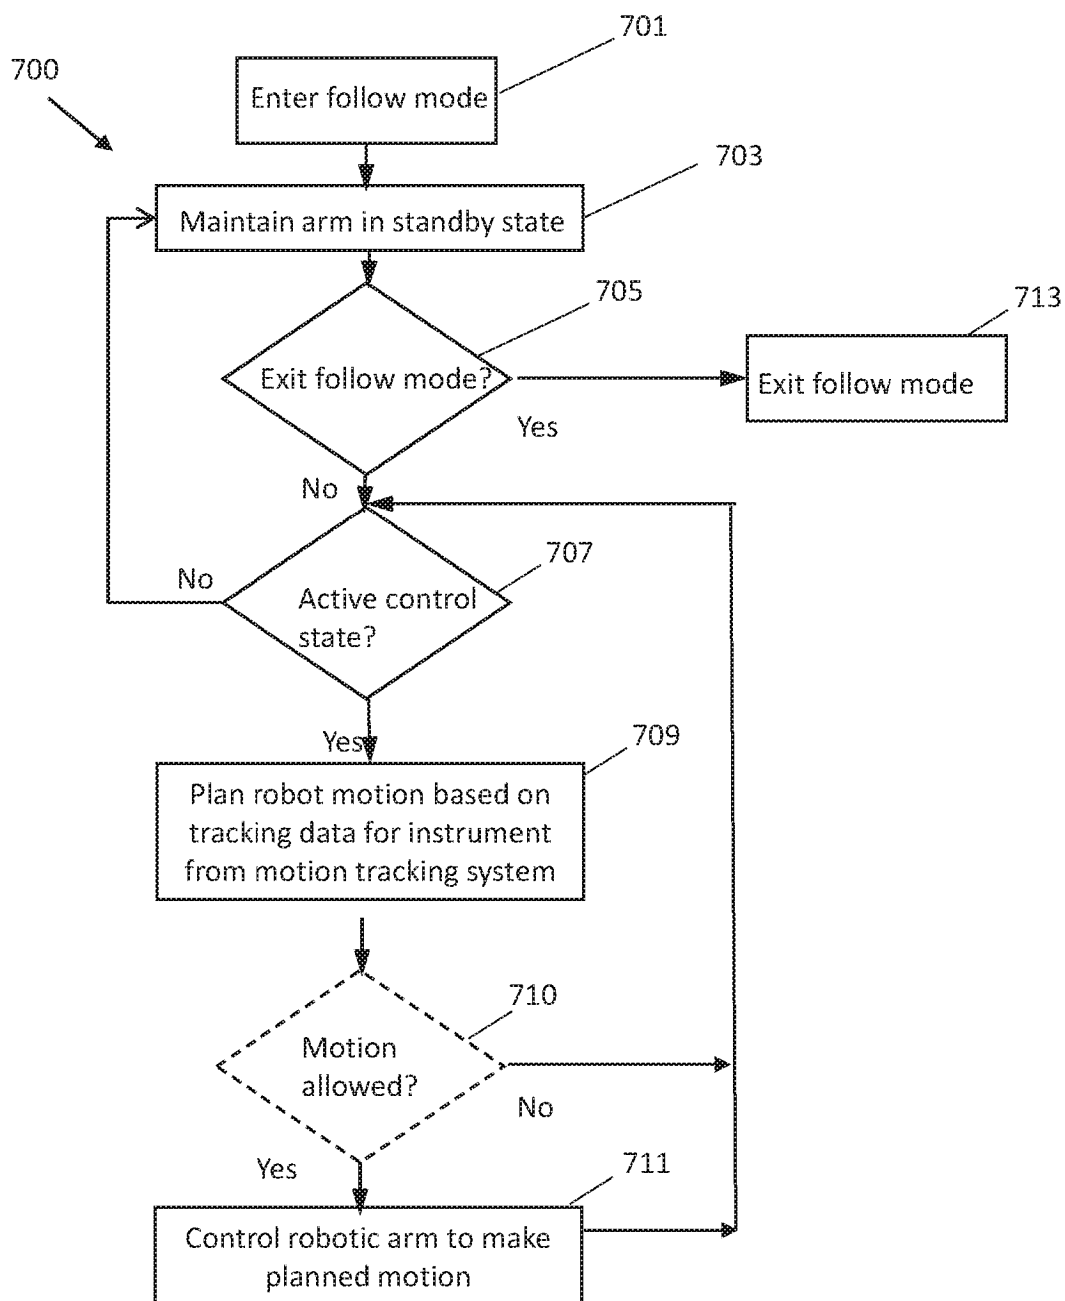 701
700
Enter follow mode
703
Maintain arm in standby state
705
713
Exit follow mode?
Exit follow mode
Yes
No
707
No
Active control
state?
Yes
709
Plan robot motion based on
tracking data for instrument
from motion tracking system
710
Motion
allowed?
No
Yes
711
Control robotic arm to make
planned motion